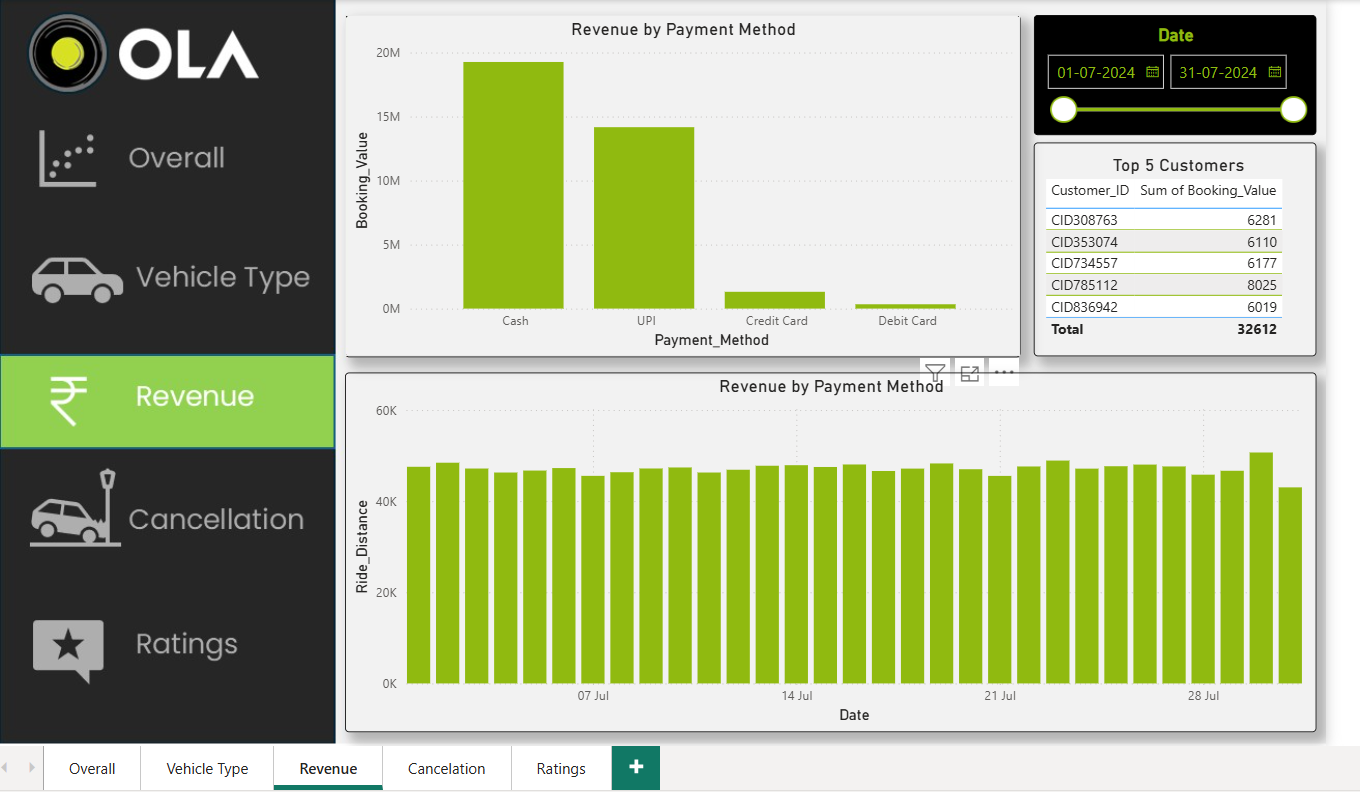 OLA
Overall
Vehicle Type
Revenue
Cancellation
Ratings
Revenue by Payment Method
Booking_Value
20M
15M
10M
5M
0M
Cash UPI Credit Card Debit Card
Payment_Method
Date
01-07-2024 31-07-2024
Top 5 Customers
Customer_ID Sum of Booking_Value
CID308763 6281
CID353074 6110
CID734557 6177
CID785112 8025
CID836942 6019
Total 32612
Revenue by Payment Method
Ride_Distance
60K
40K
20K
0K
07 Jul 14 Jul 21 Jul 28 Jul
Date
Overall Vehicle Type Revenue Cancelation Ratings +